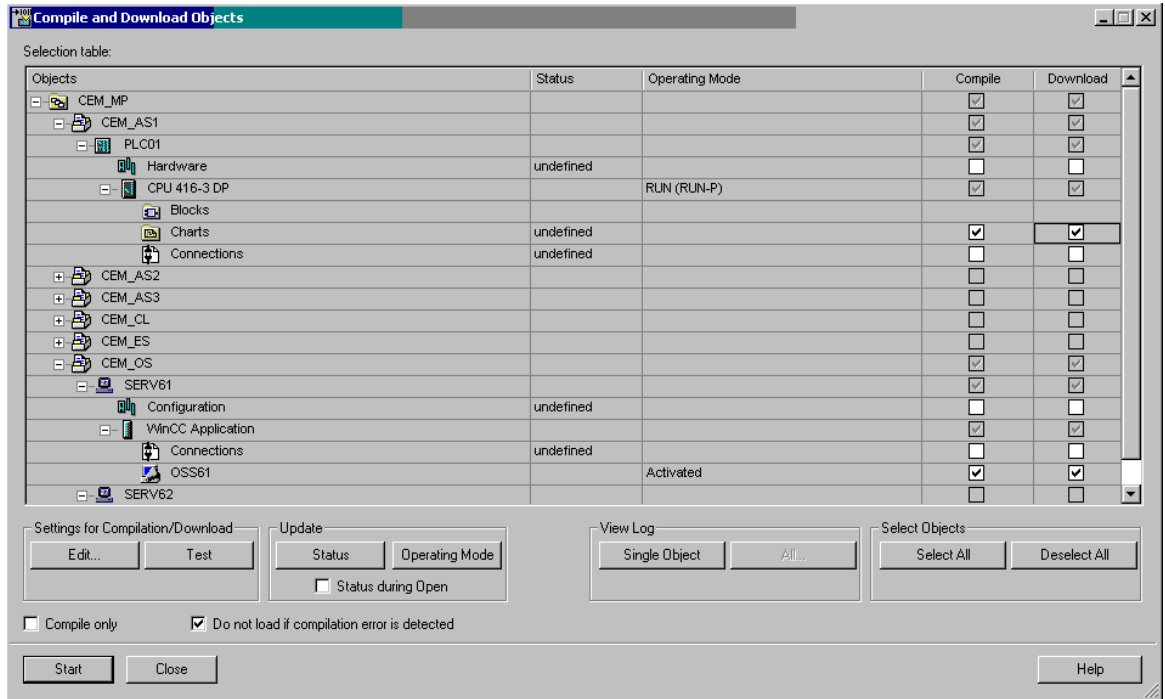 Compile and Download Objects
Selection table:
Objects Status Operating Mode Compile Download
CEM_MP
CEM_AS1
PLC01
Hardware undefined
CPU 416-3 DP RUN (RUN-P)
Blocks
Charts undefined
Connections undefined
CEM_AS2
CEM_AS3
CEM_CL
CEM_ES
CEM_OS
SERV61
Configuration undefined
WinCC Application
Connections undefined
OSS61 Activated
SERV62
Settings for Compilation/Download Update View Log Select Objects
Edit... Test Status Operating Mode Single Object All... Select All Deselect All
Status during Open
Compile only Do not load if compilation error is detected
Start Close Help